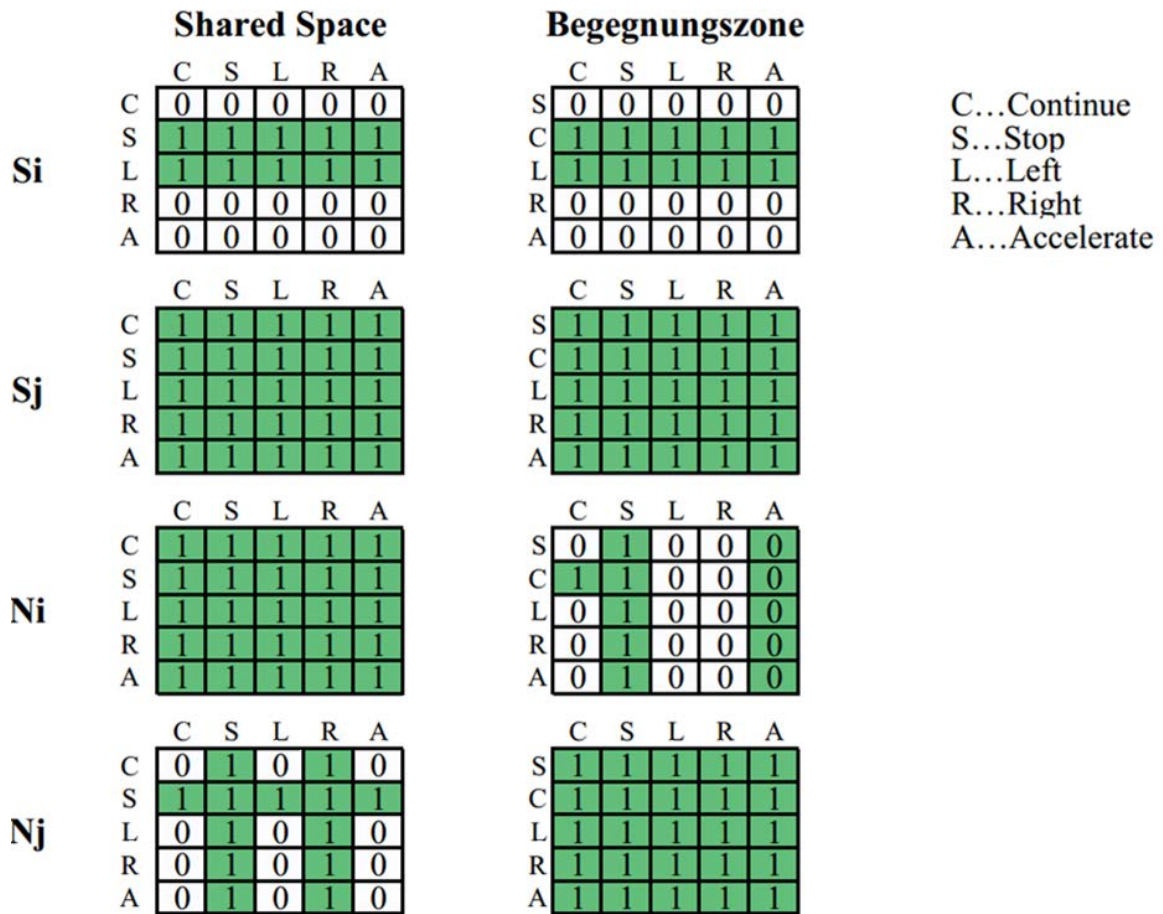 Shared Space Begegnungszone
C S L R A C S L R A
C 0 0 0 0 0 S 0 0 0 0 0 C…Continue
S 1 1 1 1 1 C 1 1 1 1 1 S…Stop
Si L 1 1 1 1 1 L 1 1 1 1 1 L…Left
R 0 0 0 0 0 R 0 0 0 0 0 R…Right
A 0 0 0 0 0 A 0 0 0 0 0 A…Accelerate
C S L R A C S L R A
C 1 1 1 1 1 S 1 1 1 1 1
S 1 1 1 1 1 C 1 1 1 1 1
Sj L 1 1 1 1 1 L 1 1 1 1 1
R 1 1 1 1 1 R 1 1 1 1 1
A 1 1 1 1 1 A 1 1 1 1 1
C S L R A C S L R A
C 1 1 1 1 1 S 0 1 0 0 0
S 1 1 1 1 1 C 1 1 0 0 0
Ni L 1 1 1 1 1 L 0 1 0 0 0
R 1 1 1 1 1 R 0 1 0 0 0
A 1 1 1 1 1 A 0 1 0 0 0
C S L R A C S L R A
C 0 1 0 1 0 S 1 1 1 1 1
S 1 1 1 1 1 C 1 1 1 1 1
Nj L 0 1 0 1 0 L 1 1 1 1 1
R 0 1 0 1 0 R 1 1 1 1 1
A 0 1 0 1 0 A 1 1 1 1 1